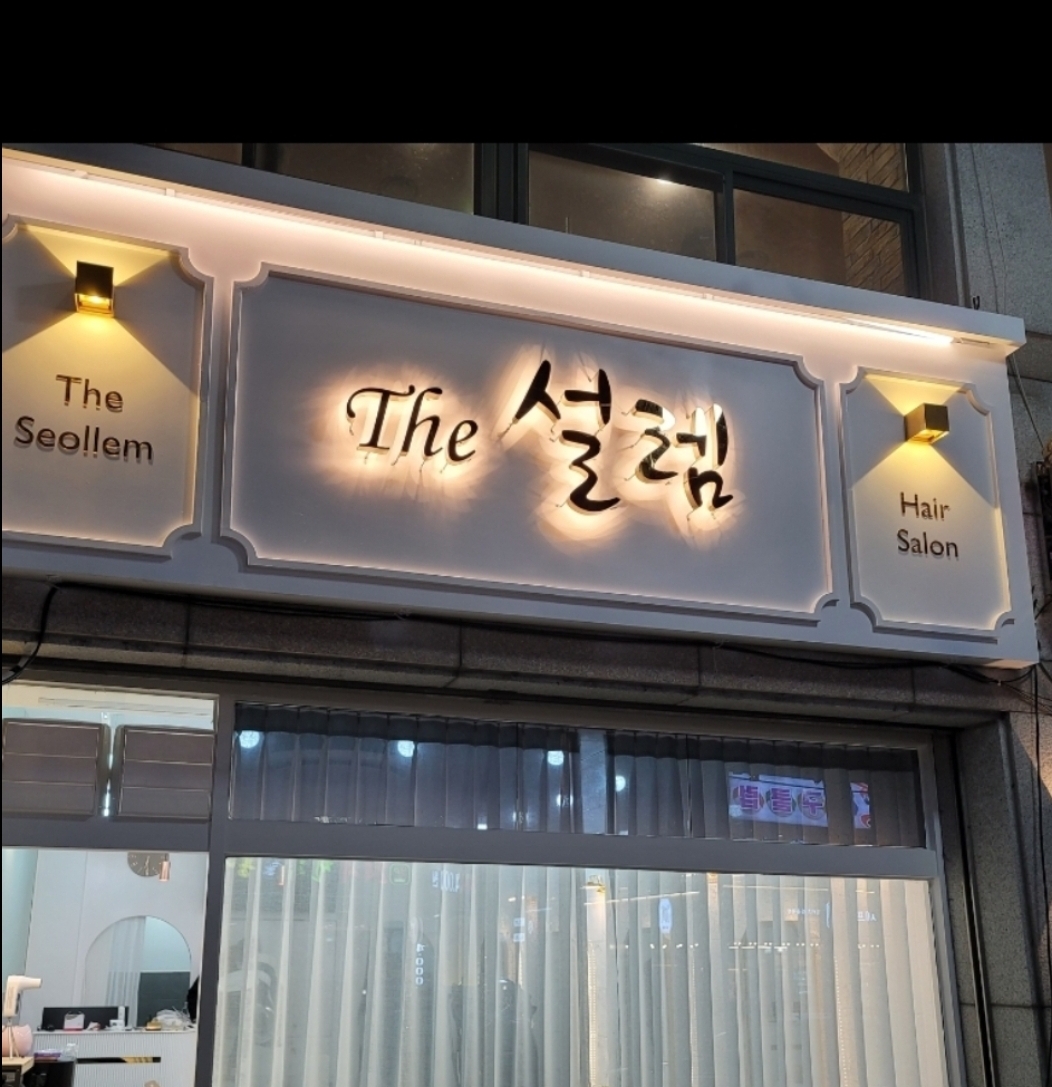 The
Seollem
The 설렘
Hair
Salon